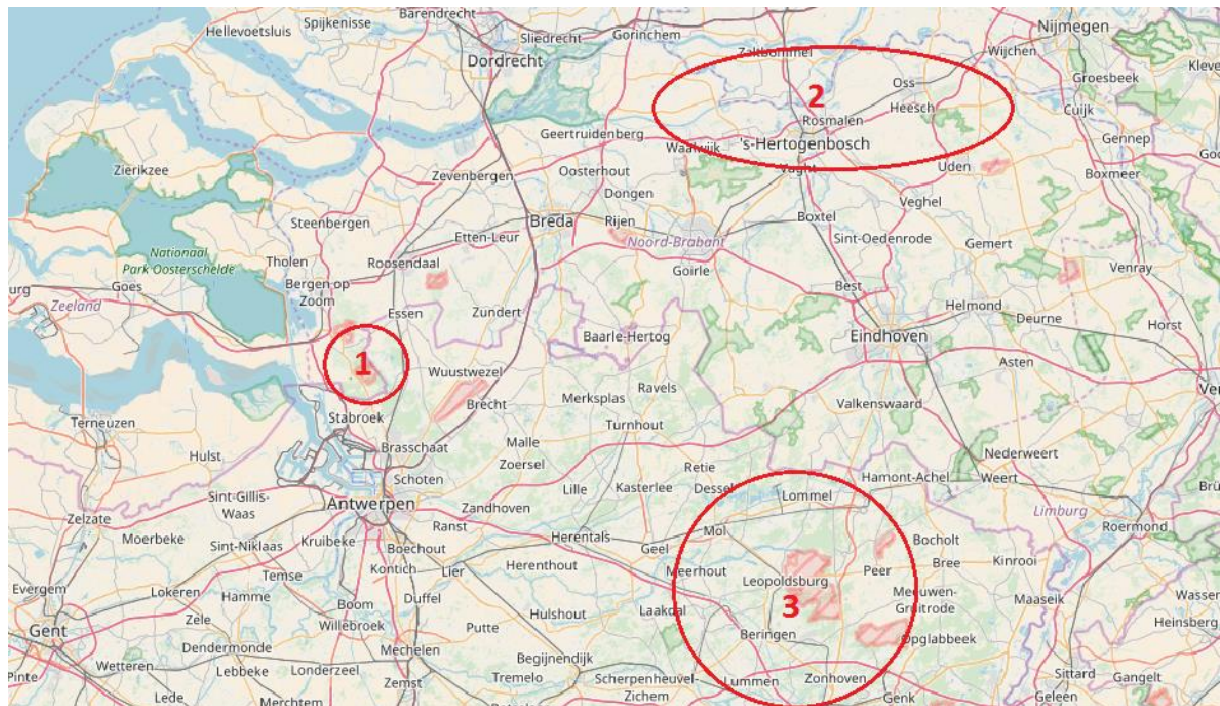 Barendrecht
Spijkenisse
Hellevoetsluis
Sliedrecht
Gorinchem
Nijmegen
Zaltbommel
Wijchen
Dordrecht
Groesbeek
Oss
2
Heesch
Cuijk
Rosmalen
Geertruidenberg
Waalwijk
's-Hertogenbosch
Gennep
Zierikzee
Zevenbergen
Oosterhout
Vught
Uden
Boxmeer
Dongen
Steenbergen
Breda
Rijen
Boxtel
Veghel
Etten-Leur
Noord-Brabant
Sint-Oedenrode
Gemert
Nationaal
Park Oosterschelde
Tholen
Roosendaal
Goirle
Venray
Goes
Bergen op
Zoom
Best
Zeeland
Essen
Zundert
Helmond
Deurne
Horst
Baarle-Hertog
Eindhoven
1
Wuustwezel
Asten
Ravels
Brecht
Merksplas
Valkenswaard
Stabroek
Terneuzen
Turnhout
Brasschaat
Malle
Hulst
Zoersel
Nederweert
Retie
Schoten
Lille
Kasterlee
Dessel
Hamont-Achel
Weert
Sint-Gillis-
Waas
Antwerpen
Lommel
Zandhoven
Limburg
Zelzate
Ranst
Mol
Roermond
Moerbeke
Kruibeke
Herentals
Sint-Niklaas
Boechout
Geel
Bocholt
Kontich
Lier
Herenthout
Meerhout
Peer
Bree
Kinrooi
Temse
Leopoldsburg
Evergem
Lokeren
Hamme
Duffel
Meeuwen-
Gruitrode
Maaseik
Boom
Hulshout
Laakdal
3
Zele
Willebroek
Putte
Beringen
Heinsberg
Gent
Opglabbeek
Dendermonde
Mechelen
Begijnendijk
Wetteren
Lebbeke
Londerzeel
Tremelo
Scherpenheuvel-
Zichem
Sittard
Gangelt
Pinte
Zemst
Lummen
Zonhoven
Lede
Merchtem
Genk
Geleen